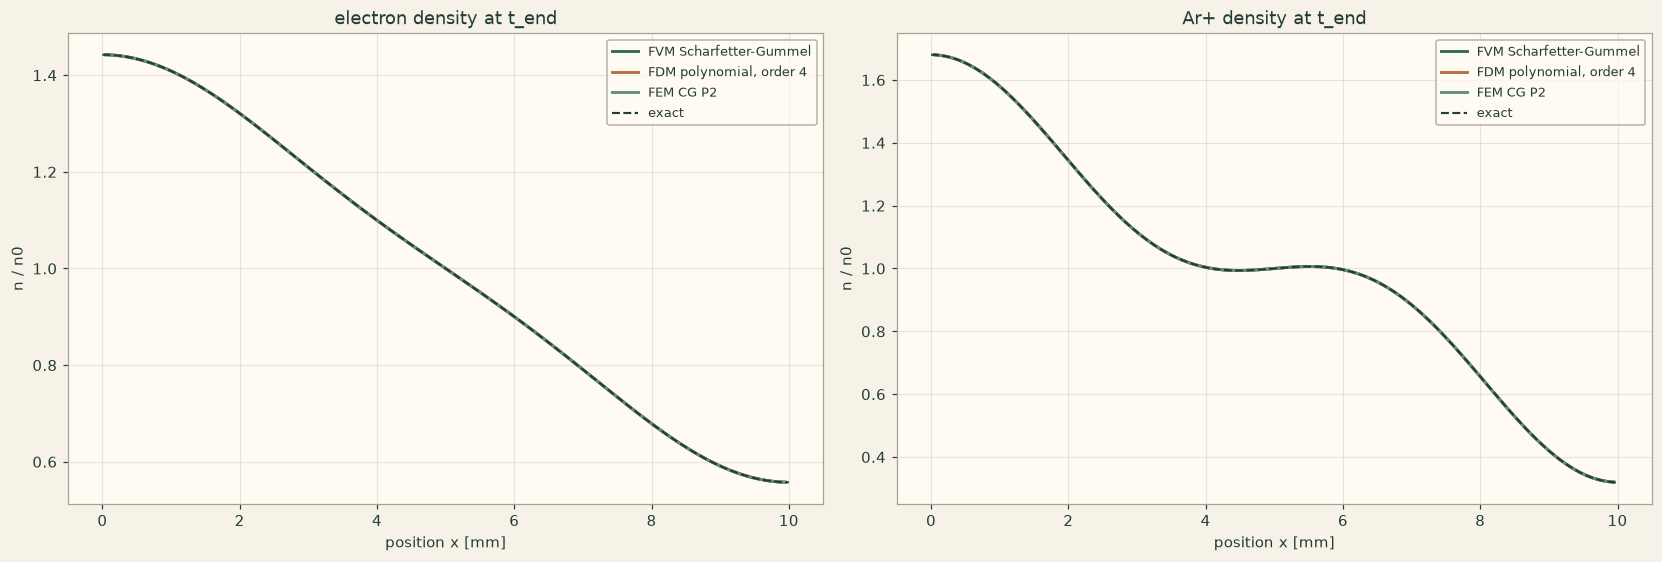 electron density at t_end
n / n0
1.4
1.2
1.0
0.8
0.6
FVM Scharfetter-Gummel
FDM polynomial, order 4
FEM CG P2
exact
0 2 4 6 8 10
position x [mm]
Ar+ density at t_end
n / n0
1.6
1.4
1.2
1.0
0.8
0.6
0.4
FVM Scharfetter-Gummel
FDM polynomial, order 4
FEM CG P2
exact
0 2 4 6 8 10
position x [mm]